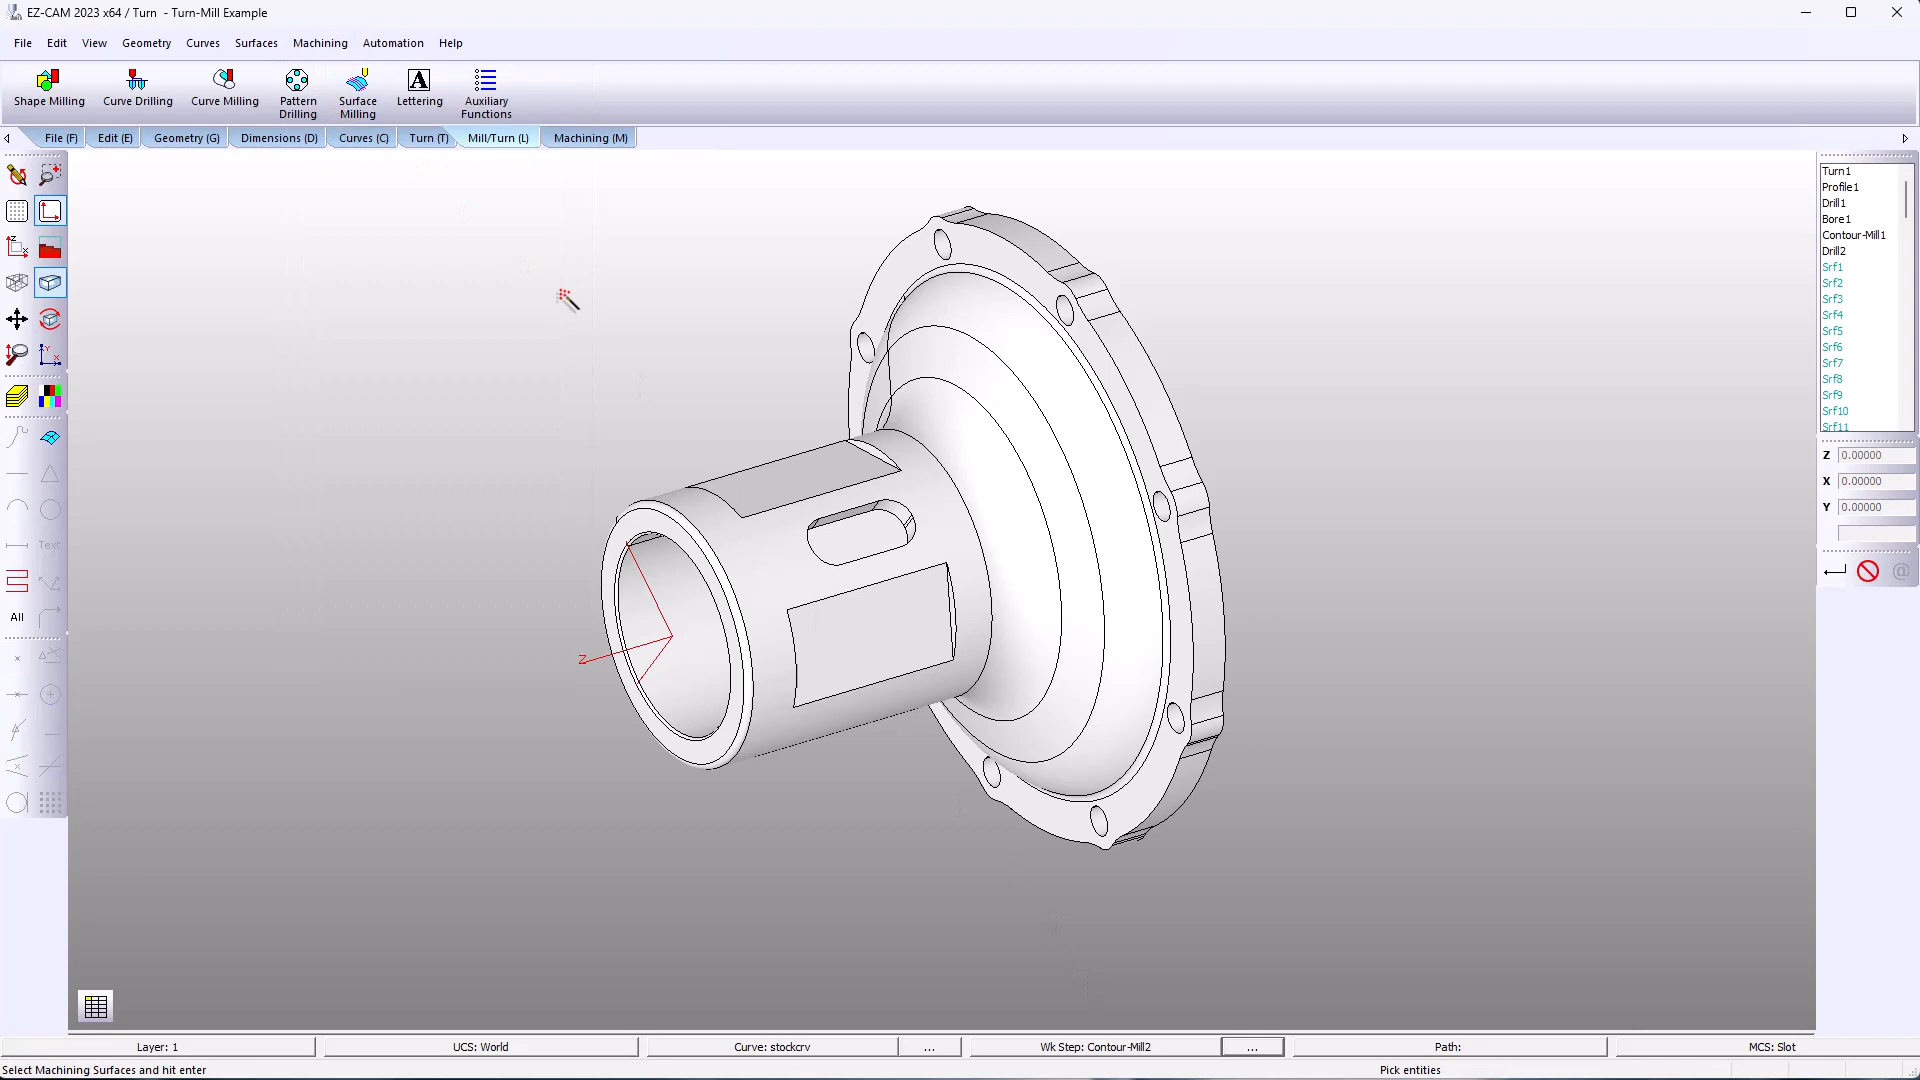 EZ-CAM 2023 x64 / Turn  - Turn-Mill Example
File Edit View Geometry Curves Surfaces Machining Automation Help
Shape Milling
Curve Drilling
Curve Milling
Pattern
Drilling
Surface
Milling
A
Lettering
Auxiliary
Functions
File (F) Edit (E) Geometry (G) Dimensions (D) Curves (C) Turn (T) Mill/Turn (L) Machining (M)
Text
All
Z
Turn1
Profile1
Drill1
Bore1
Contour-Mill1
Drill2
Srf1
Srf2
Srf3
Srf4
Srf5
Srf6
Srf7
Srf8
Srf9
Srf10
Srf11
Z 0.00000
X 0.00000
Y 0.00000
@
Layer: 1 UCS: World Curve: stockcrv ... Wk Step: Contour-Mill2 ... Path: MCS: Slot
Select Machining Surfaces and hit enter Pick entities